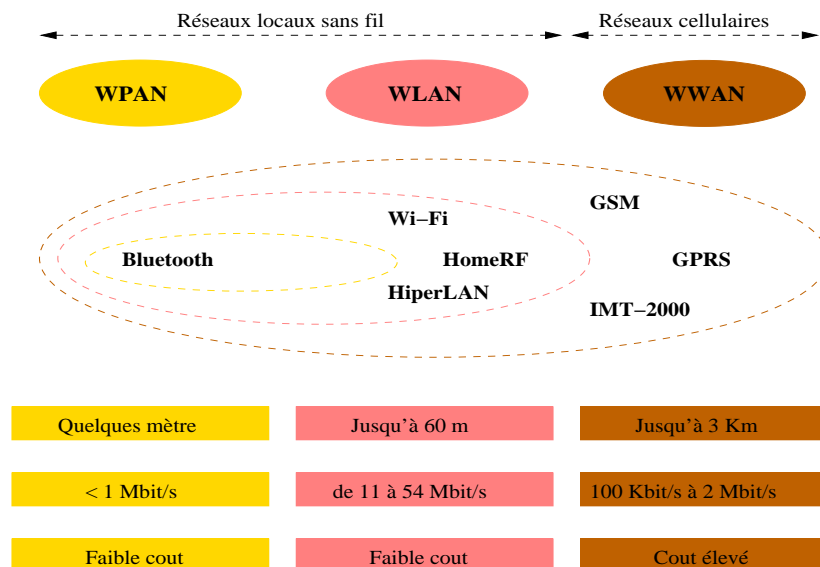 Réseaux locaux sans fil
Réseaux cellulaires
WPAN
WLAN
WWAN
GSM
Wi–Fi
Bluetooth
HomeRF
GPRS
HiperLAN
IMT–2000
Quelques mètre
Jusqu'à 60 m
Jusqu'à 3 Km
< 1 Mbit/s
de 11 à 54 Mbit/s
100 Kbit/s à 2 Mbit/s
Faible cout
Faible cout
Cout élevé